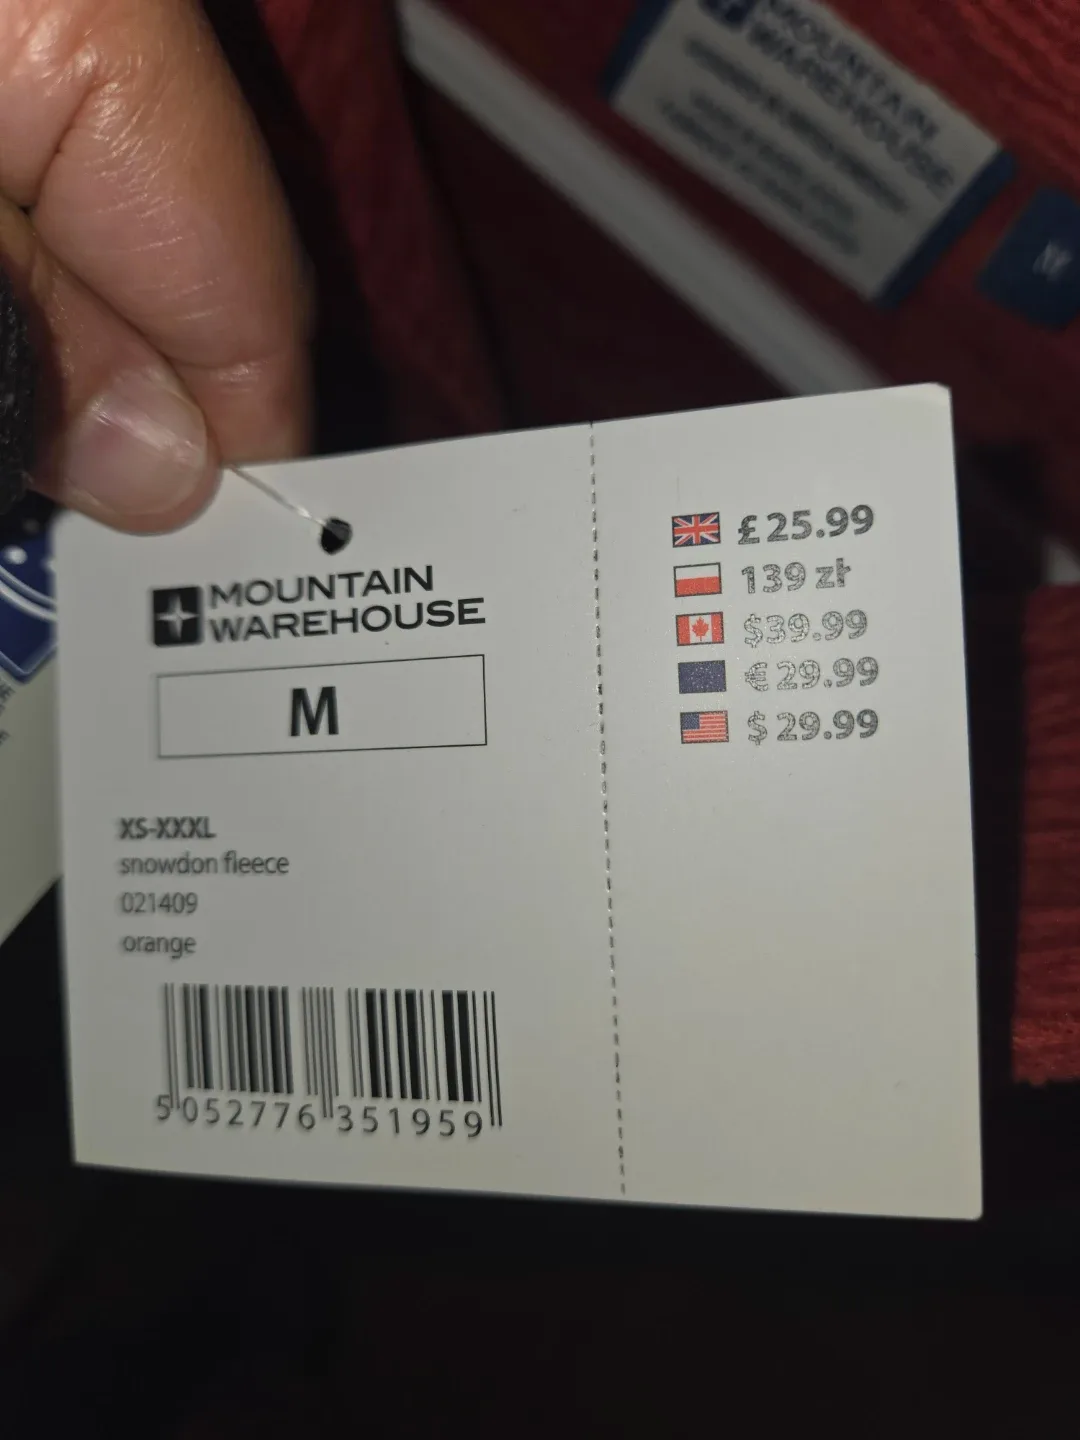 MOUNTAIN
WAREHOUSE
M
MOUNTAIN
WAREHOUSE
M
XS-XXXL
snowdon fleece
021409
orange
5 052776 351959
£25.99
139 zł
$39.99
€29.99
$29.99